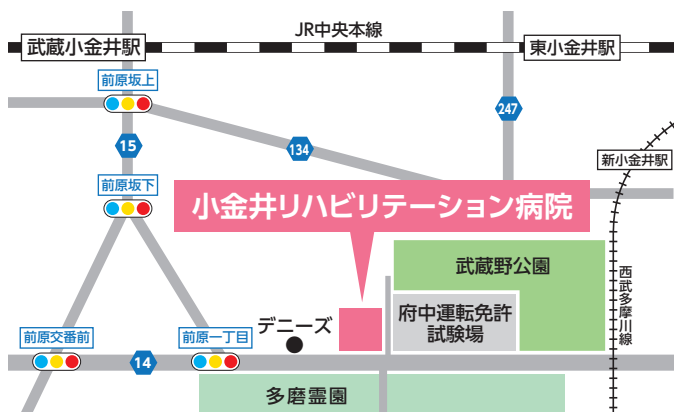 JR中央本線
武蔵小金井駅
東小金井駅
前原坂上
247
15
134
新小金井駅
前原坂下
小金井リハビリテーション病院
武蔵野公園
西武多摩川線
府中運転免許
試験場
デニーズ
前原交番前
前原一丁目
14
多磨霊園